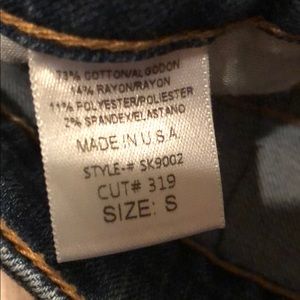 73% COTTON/ALGODON
14% RAYON/RAYON
11% POLYESTER/POLIESTER
2% SPANDEX/ELASTANO
MADE IN U.S.A.
STYLE-# SK9002
CUT# 319
SIZE: S